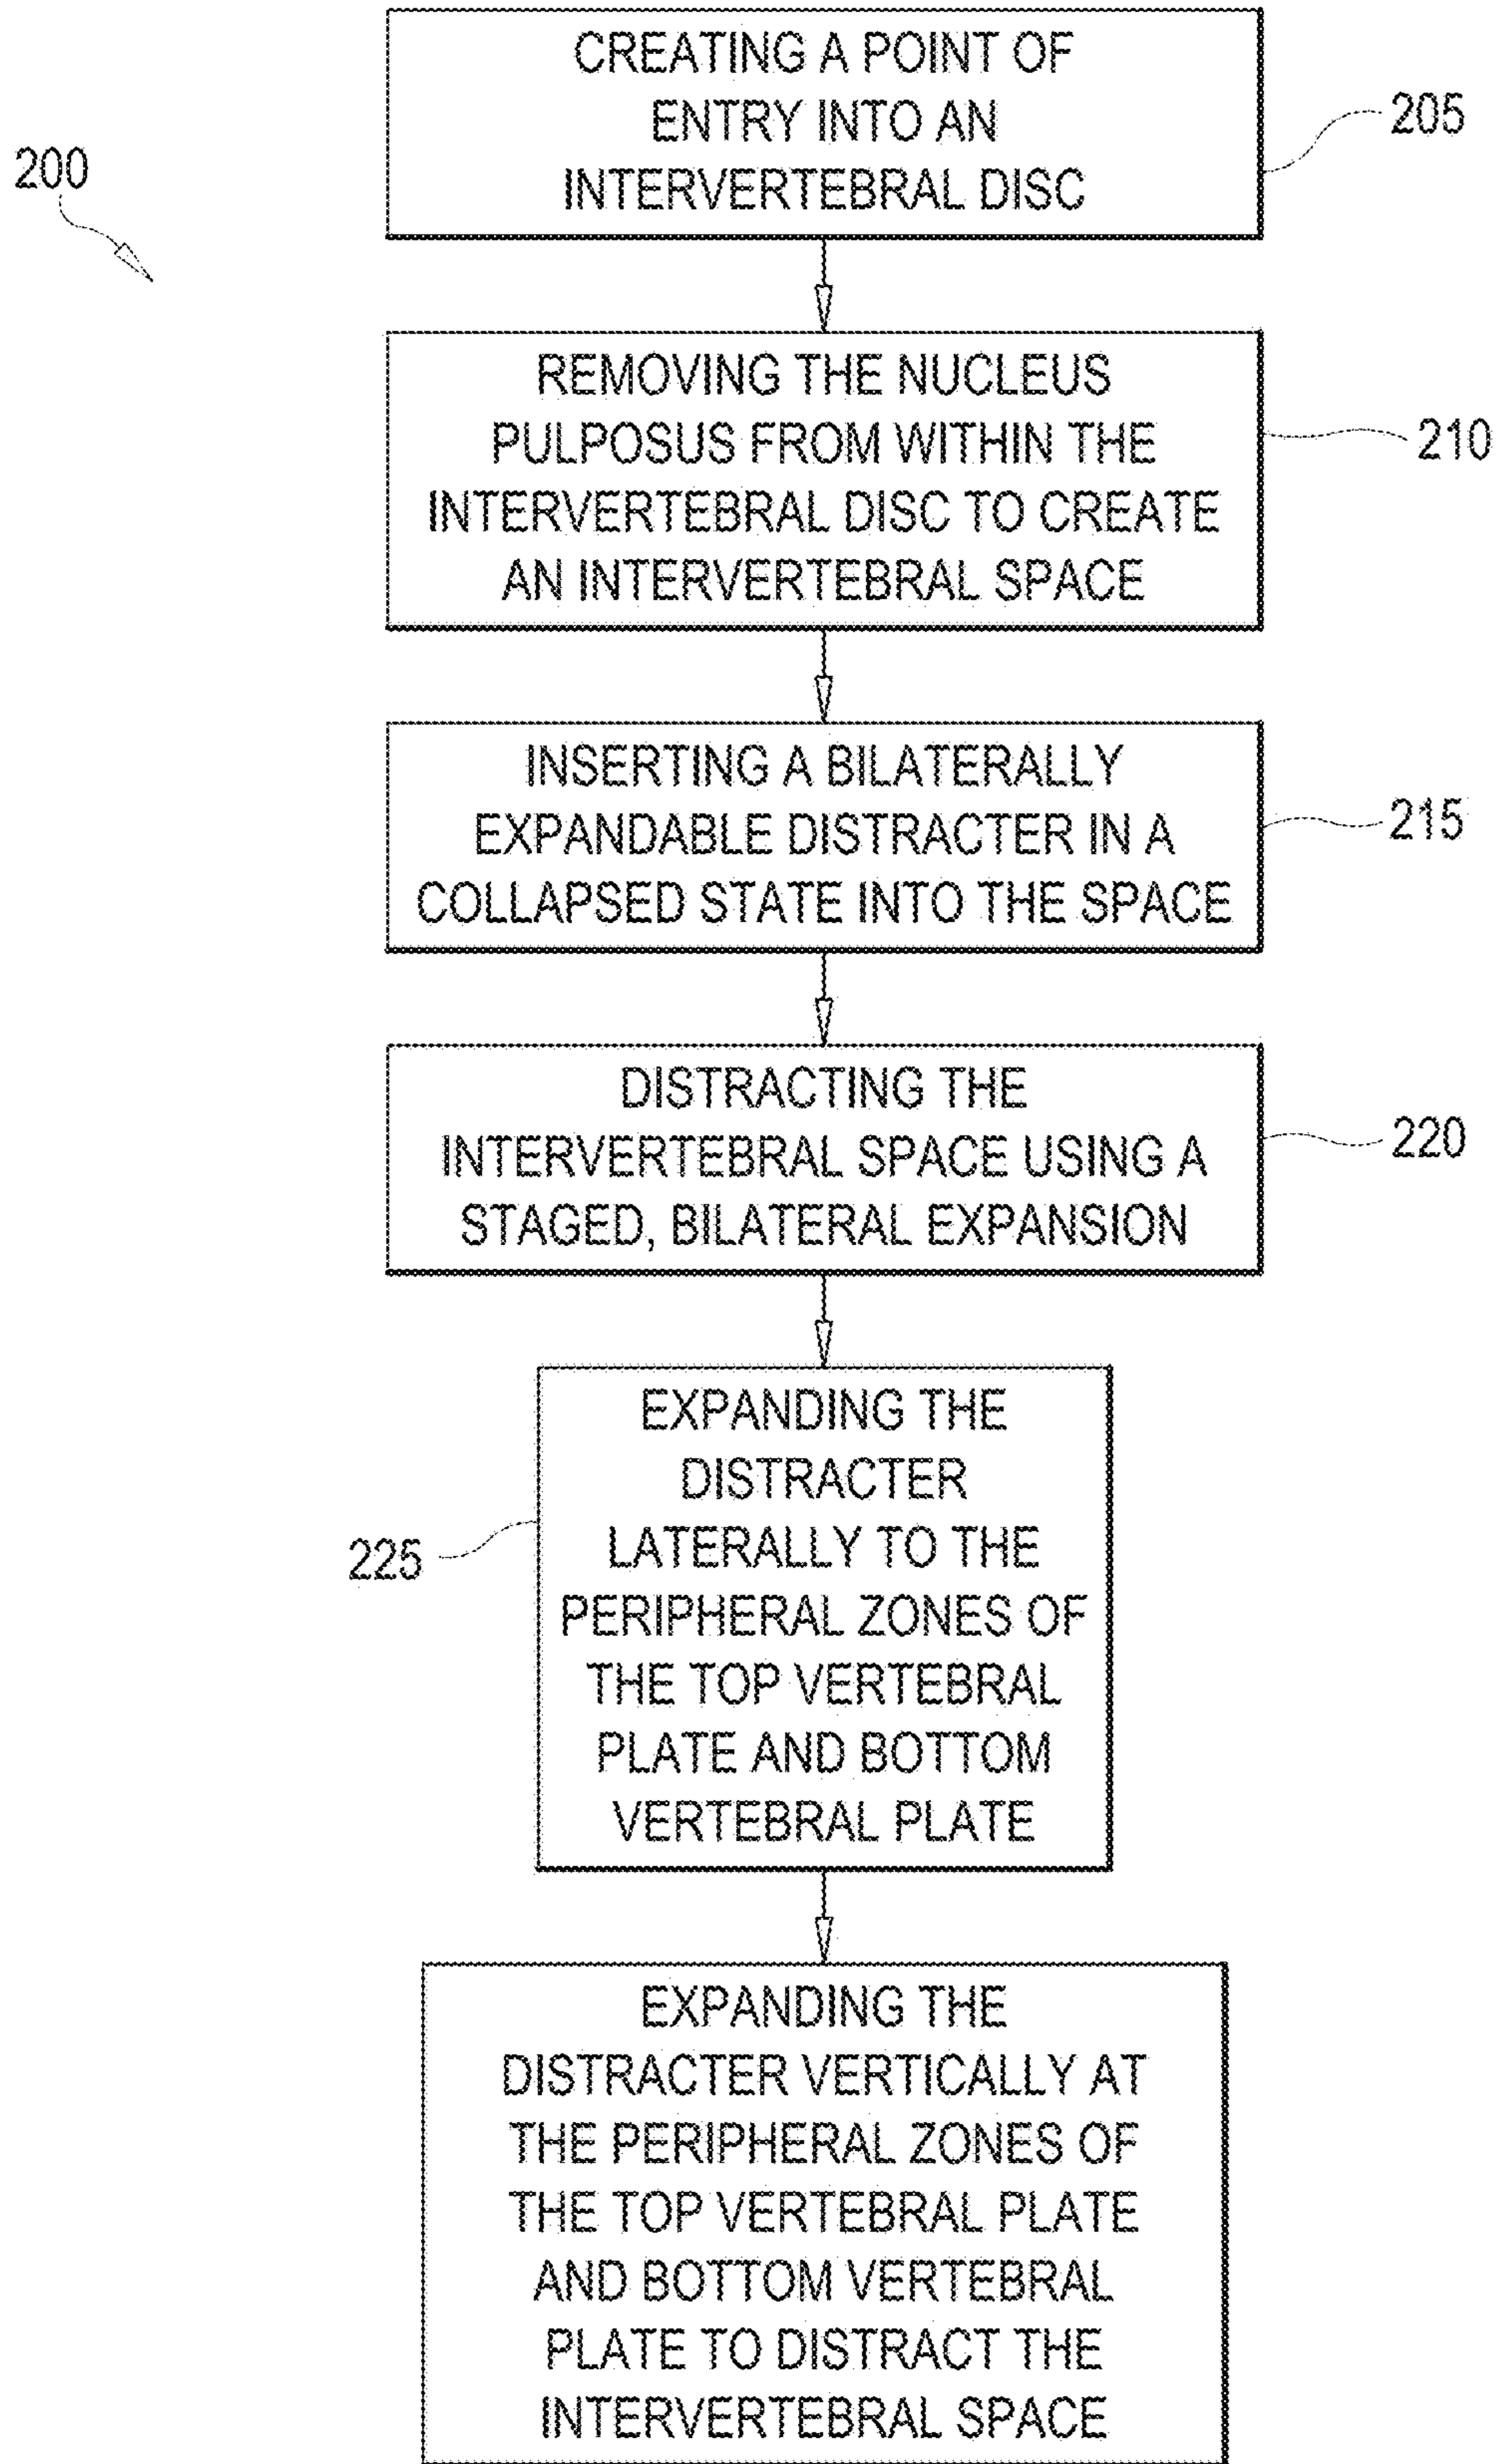 200
CREATING A POINT OF
ENTRY INTO AN
INTERVERTEBRAL DISC
205
REMOVING THE NUCLEUS
PULPOSUS FROM WITHIN THE
INTERVERTEBRAL DISC TO CREATE
AN INTERVERTEBRAL SPACE
210
INSERTING A BILATERALLY
EXPANDABLE DISTRACTER IN A
COLLAPSED STATE INTO THE SPACE
215
DISTRACTING THE
INTERVERTEBRAL SPACE USING A
STAGED, BILATERAL EXPANSION
220
EXPANDING THE
DISTRACTER
LATERALLY TO THE
PERIPHERAL ZONES OF
THE TOP VERTEBRAL
PLATE AND BOTTOM
VERTEBRAL PLATE
225
EXPANDING THE
DISTRACTER VERTICALLY AT
THE PERIPHERAL ZONES OF
THE TOP VERTEBRAL PLATE
AND BOTTOM VERTEBRAL
PLATE TO DISTRACT THE
INTERVERTEBRAL SPACE